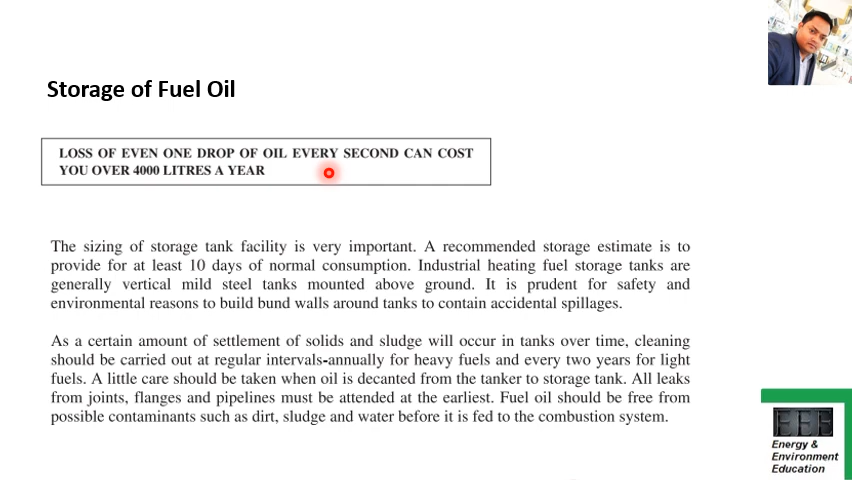 Storage of Fuel Oil
LOSS OF EVEN ONE DROP OF OIL EVERY SECOND CAN COST
YOU OVER 4000 LITRES A YEAR
The sizing of storage tank facility is very important. A recommended storage estimate is to
provide for at least 10 days of normal consumption. Industrial heating fuel storage tanks are
generally vertical mild steel tanks mounted above ground. It is prudent for safety and
environmental reasons to build bund walls around tanks to contain accidental spillages.
As a certain amount of settlement of solids and sludge will occur in tanks over time, cleaning
should be carried out at regular intervals-annually for heavy fuels and every two years for light
fuels. A little care should be taken when oil is decanted from the tanker to storage tank. All leaks
from joints, flanges and pipelines must be attended at the earliest. Fuel oil should be free from
possible contaminants such as dirt, sludge and water before it is fed to the combustion system.
EEE
Energy &
Environment
Education